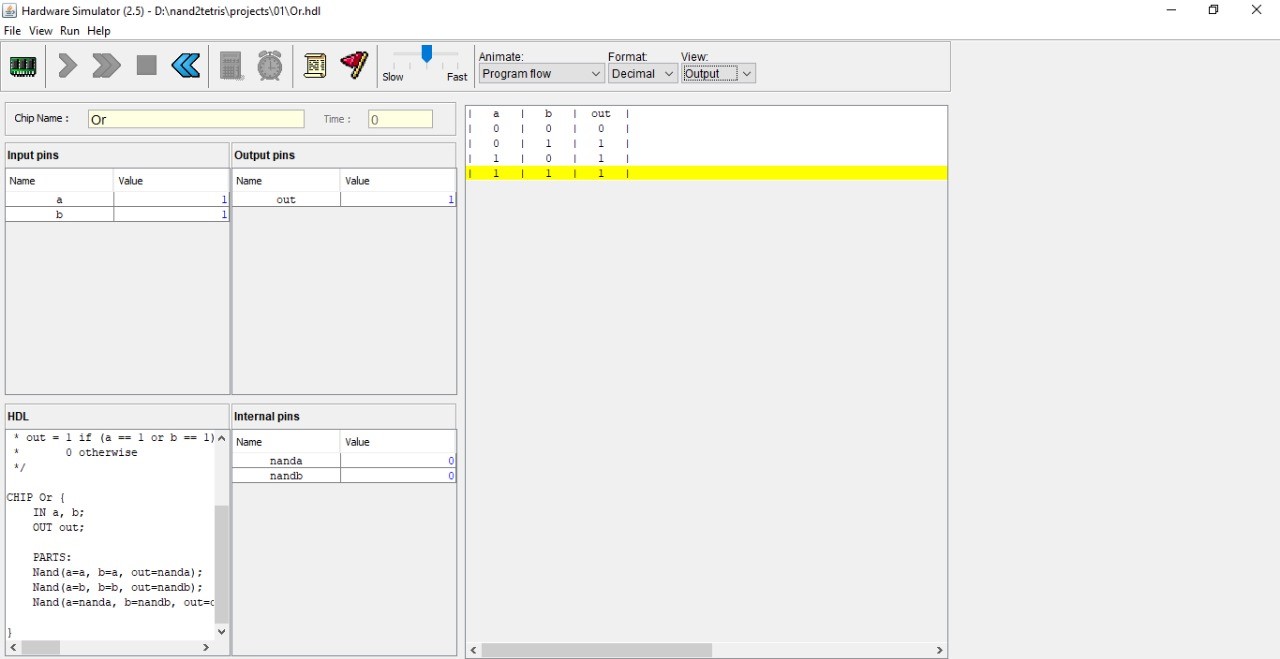 Hardware Simulator (2.5) - D:\nand2tetris\projects\01\Or.hdl
File View Run Help
Slow Fast
Animate: Format: View:
Program flow Decimal Output
Chip Name : Or Time : 0
Input pins
Name Value
a 1
b 1
Output pins
Name Value
out 1
HDL
* out = 1 if (a == 1 or b == 1)
* 0 otherwise
*/
CHIP Or {
IN a, b;
OUT out;
PARTS:
Nand(a=a, b=a, out=nanda);
Nand(a=b, b=b, out=nandb);
Nand(a=nanda, b=nandb, out=
}
Internal pins
Name Value
nanda 0
nandb 0
| a | b | out |
| 0 | 0 | 0 |
| 0 | 1 | 1 |
| 1 | 0 | 1 |
| 1 | 1 | 1 |